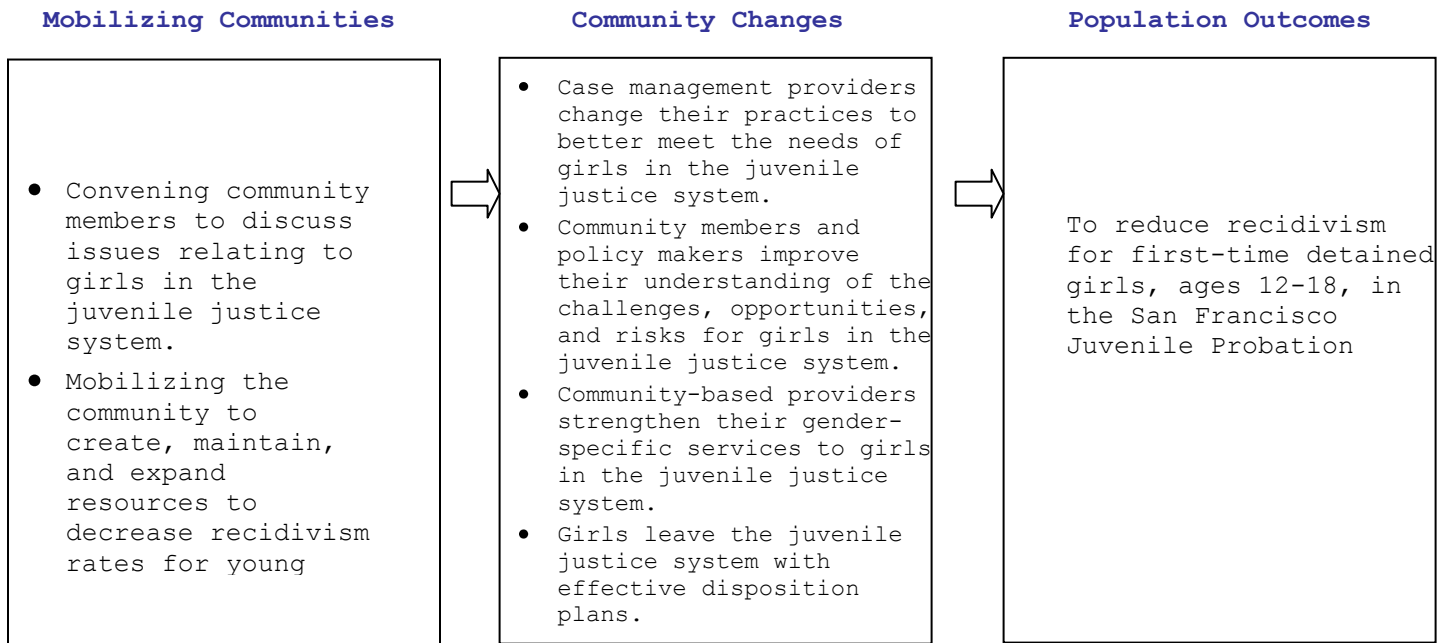 Mobilizing Communities
• Convening community
members to discuss
issues relating to
girls in the
juvenile justice
system.
• Mobilizing the
community to
create, maintain,
and expand
resources to
decrease recidivism
rates for young
Community Changes
• Case management providers
change their practices to
better meet the needs of
girls in the juvenile
justice system.
• Community members and
policy makers improve
their understanding of the
challenges, opportunities,
and risks for girls in the
juvenile justice system.
• Community-based providers
strengthen their gender-
specific services to girls
in the juvenile justice
system.
• Girls leave the juvenile
justice system with
effective disposition
plans.
Population Outcomes
To reduce recidivism
for first-time detained
girls, ages 12-18, in
the San Francisco
Juvenile Probation